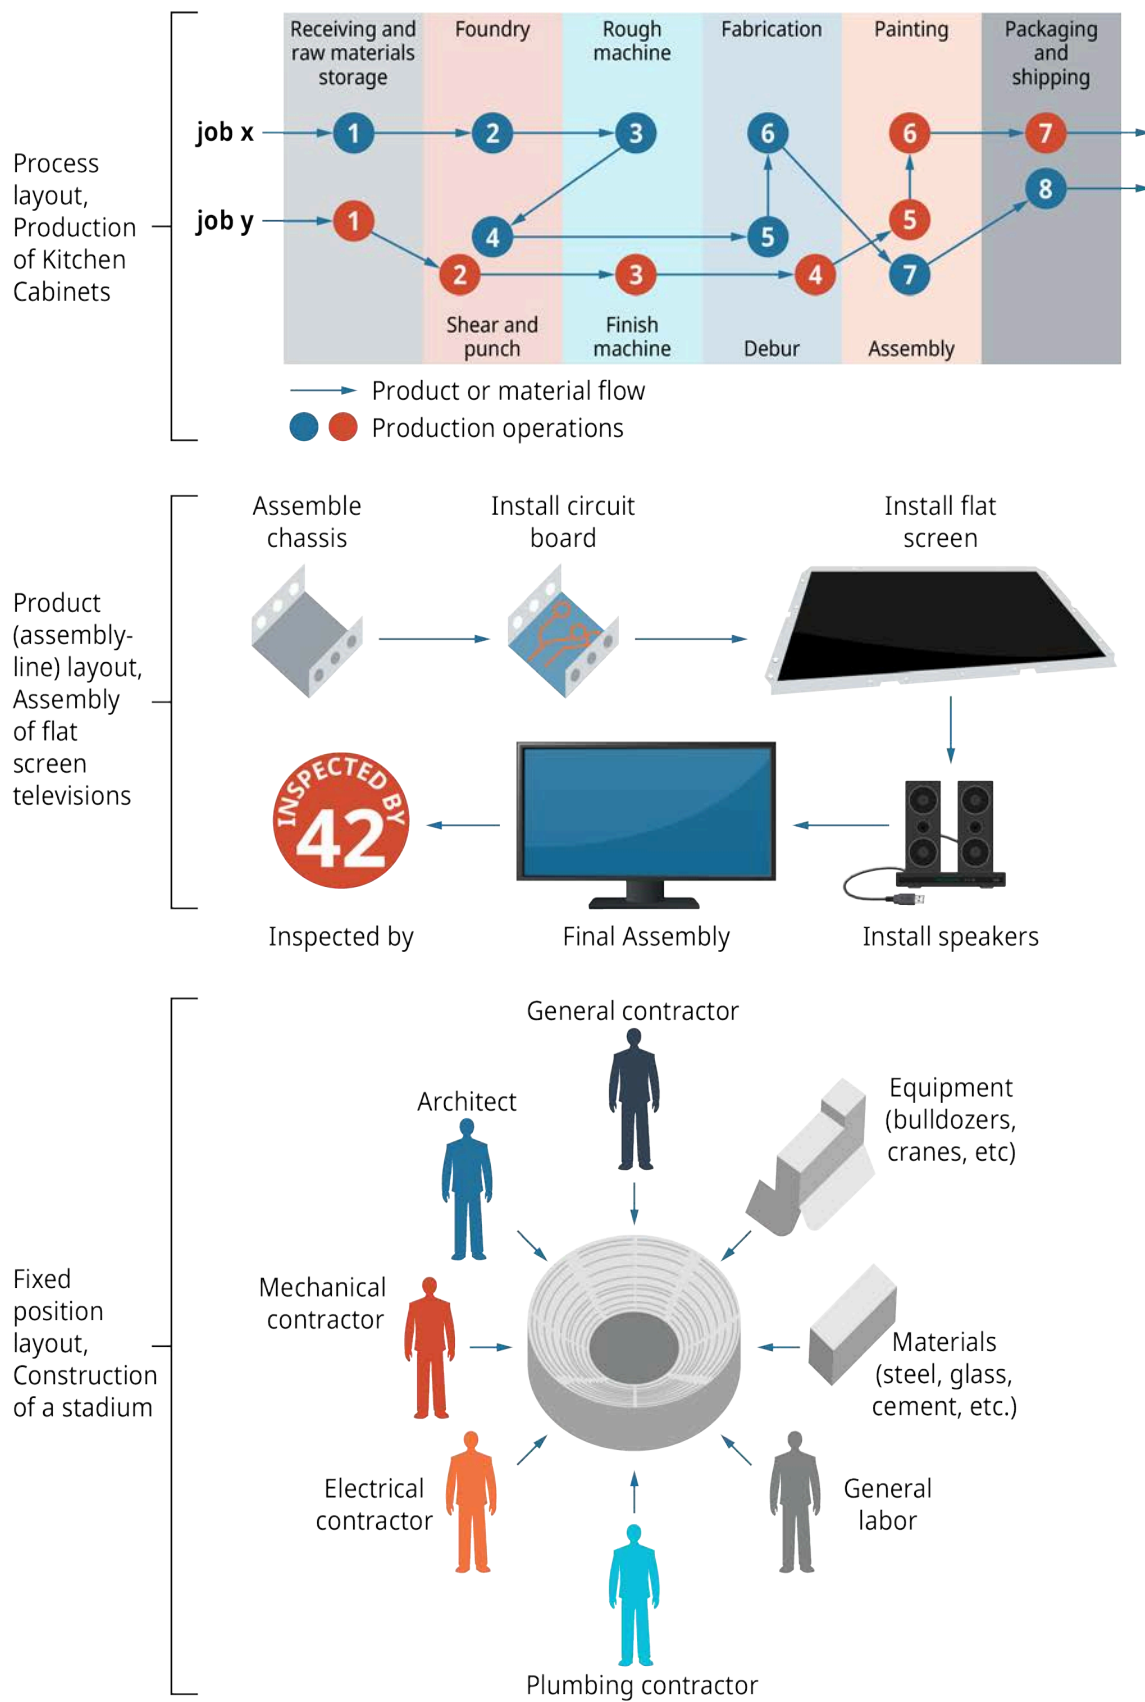 Process
layout,
Production
of Kitchen
Cabinets
Receiving and
raw materials
storage
Foundry
Rough
machine
Fabrication
Painting
Packaging
and
shipping
job x
1
2
3
6
6
7
4
5
5
8
job y
1
2
3
4
7
Shear and
punch
Finish
machine
Debur
Assembly
Product or material flow
Production operations
Product
(assembly-
line) layout,
Assembly
of flat
screen
televisions
Assemble
chassis
Install circuit
board
Install flat
screen
INSPECTED BY
42
Inspected by
Final Assembly
Install speakers
Fixed
position
layout,
Construction
of a stadium
General contractor
Architect
Equipment
(bulldozers,
cranes, etc)
Mechanical
contractor
Materials
(steel, glass,
cement, etc.)
Electrical
contractor
General
labor
Plumbing contractor